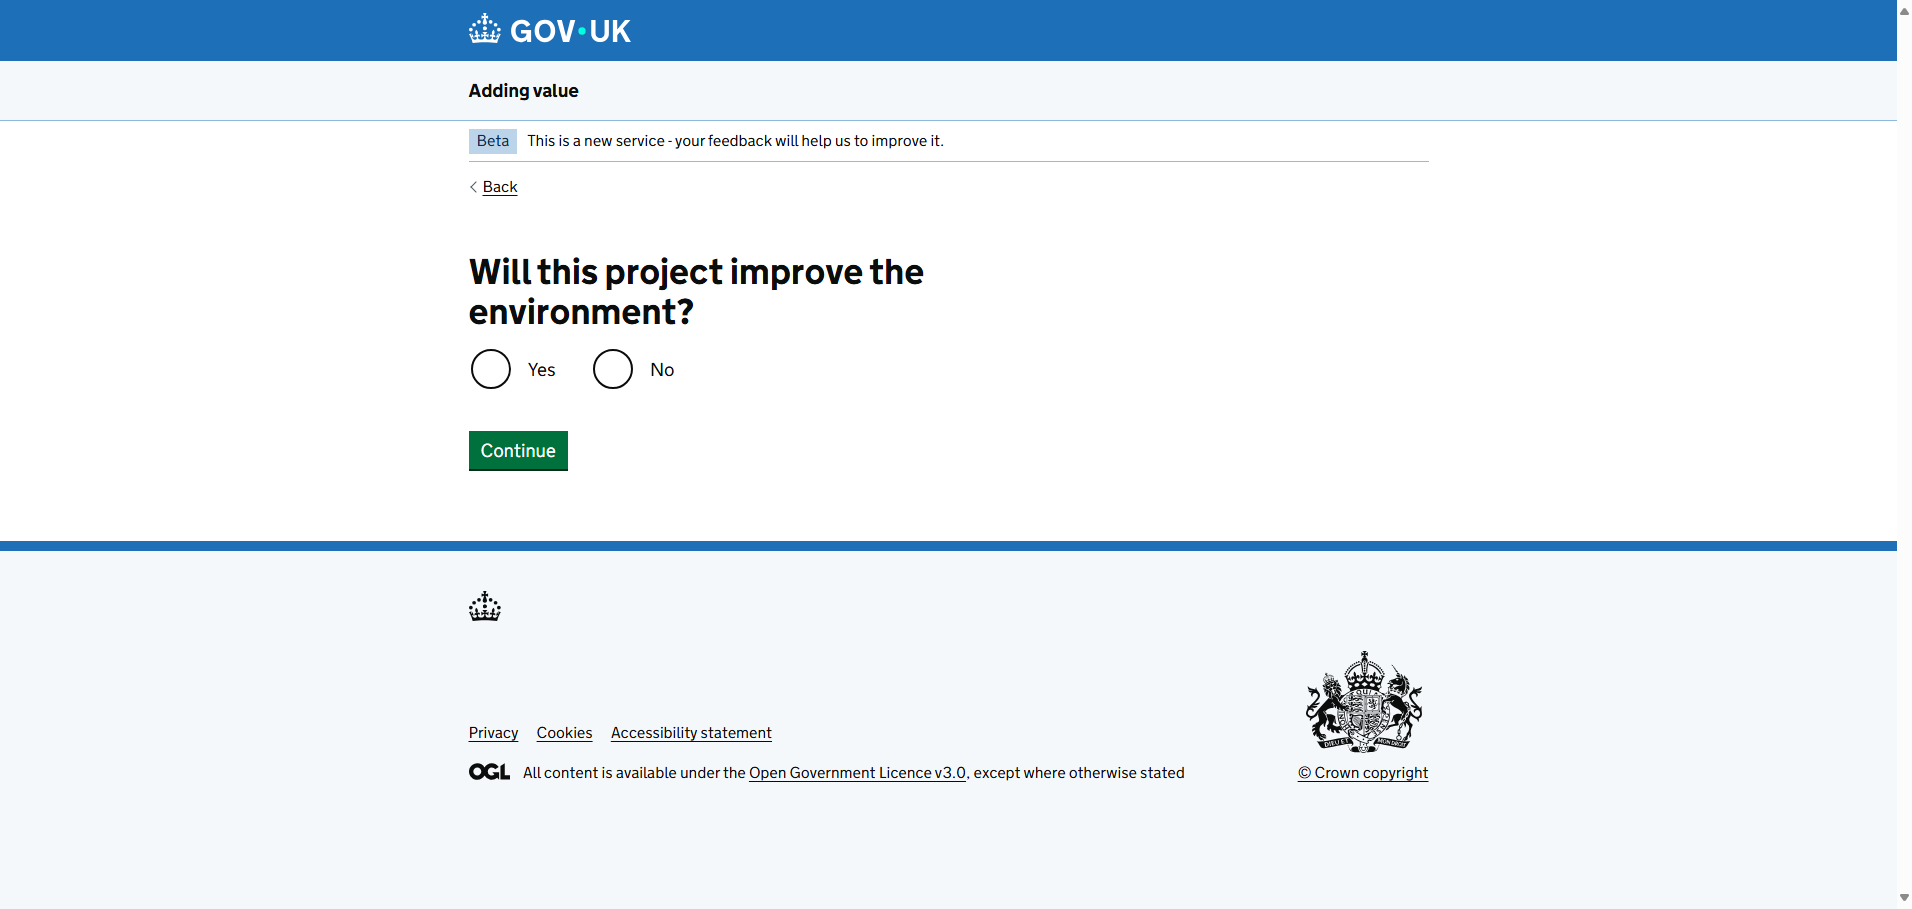 GOV·UK
Adding value
Beta This is a new service - your feedback will help us to improve it.
Back
Will this project improve the
environment?
Yes No
Continue
Privacy Cookies Accessibility statement
OGL All content is available under the Open Government Licence v3.0, except where otherwise stated
© Crown copyright